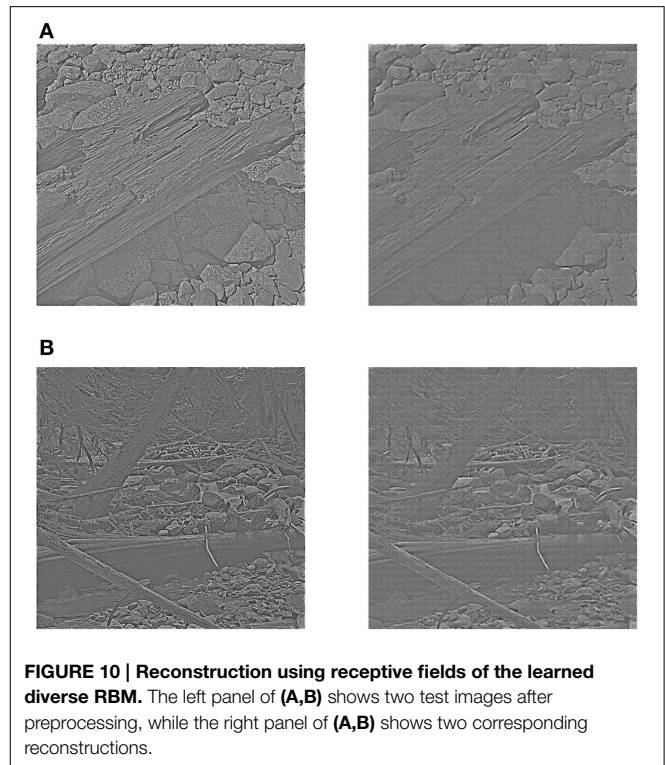 A
B
FIGURE 10 | Reconstruction using receptive fields of the learned
diverse RBM. The left panel of (A,B) shows two test images after
preprocessing, while the right panel of (A,B) shows two corresponding
reconstructions.